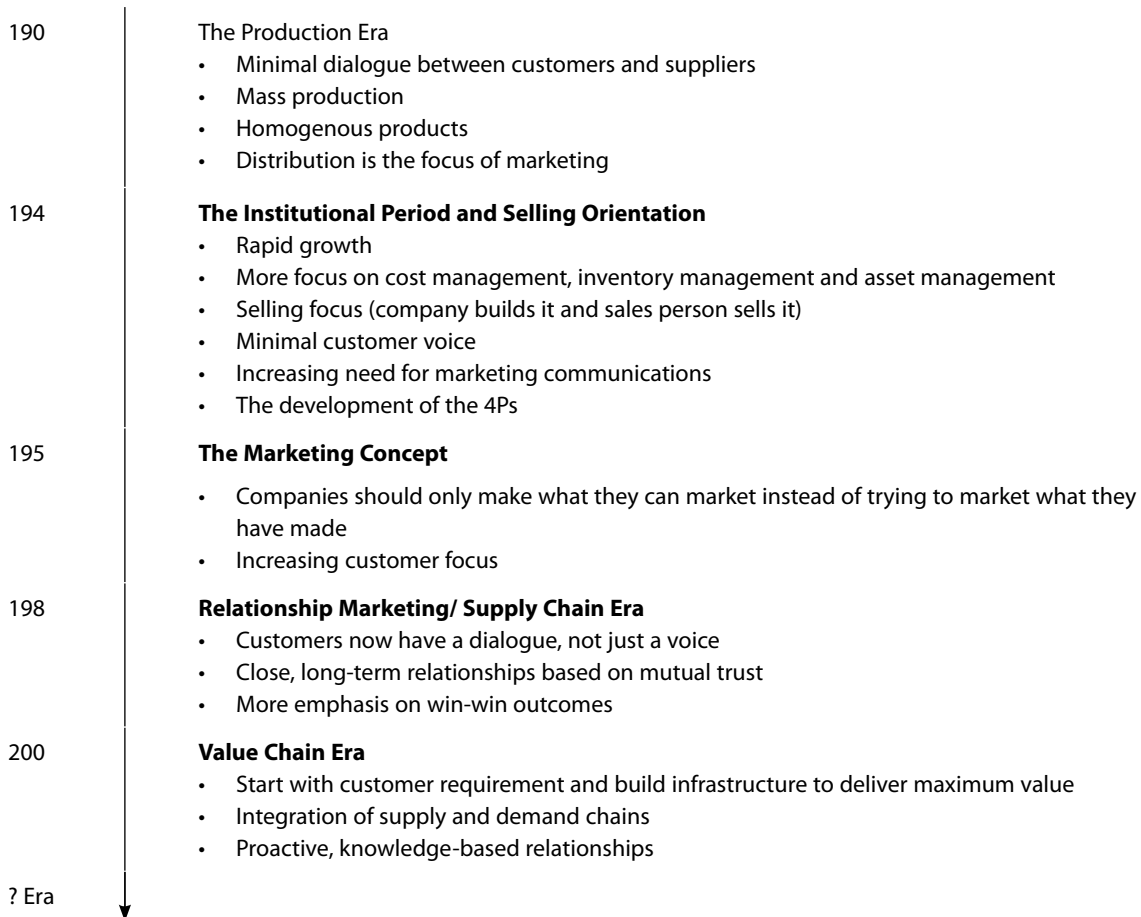 190 The Production Era
• Minimal dialogue between customers and suppliers
• Mass production
• Homogenous products
• Distribution is the focus of marketing
194 The Institutional Period and Selling Orientation
• Rapid growth
• More focus on cost management, inventory management and asset management
• Selling focus (company builds it and sales person sells it)
• Minimal customer voice
• Increasing need for marketing communications
• The development of the 4Ps
195 The Marketing Concept
• Companies should only make what they can market instead of trying to market what they
have made
• Increasing customer focus
198 Relationship Marketing/ Supply Chain Era
• Customers now have a dialogue, not just a voice
• Close, long-term relationships based on mutual trust
• More emphasis on win-win outcomes
200 Value Chain Era
• Start with customer requirement and build infrastructure to deliver maximum value
• Integration of supply and demand chains
• Proactive, knowledge-based relationships
? Era